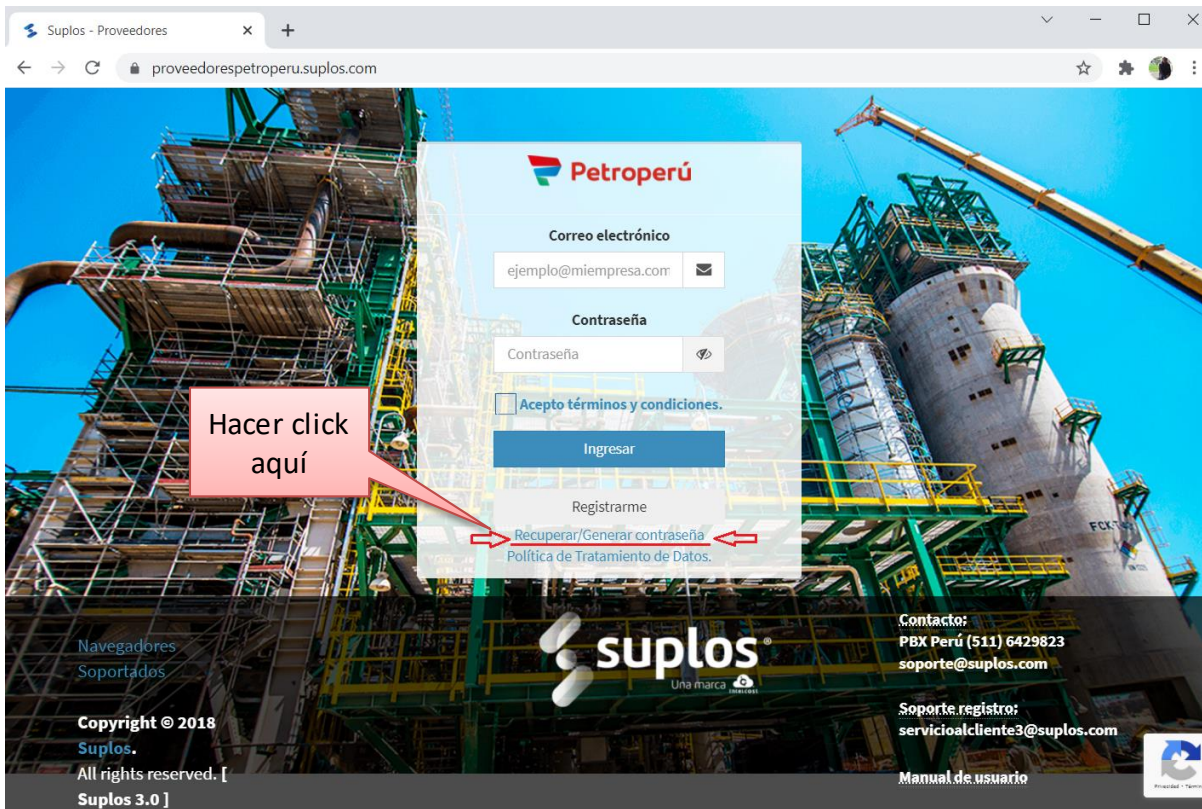 Suplos - Proveedores
proveedorespetroperu.suplos.com
Petroperú
Correo electrónico
ejemplo@miempresa.com
Contraseña
Contraseña
Acepto términos y condiciones.
Ingresar
Hacer click
aquí
Registrarme
Recuperar/Generar contraseña
Política de Tratamiento de Datos.
Navegadores
Soportados
Copyright © 2018
Suplos.
All rights reserved. [
Suplos 3.0 ]
suplos®
Una marca
Contacto:
PBX Perú (511) 6429823
soporte@suplos.com
Soporte registro:
servicioalcliente3@suplos.com
Manual de usuario